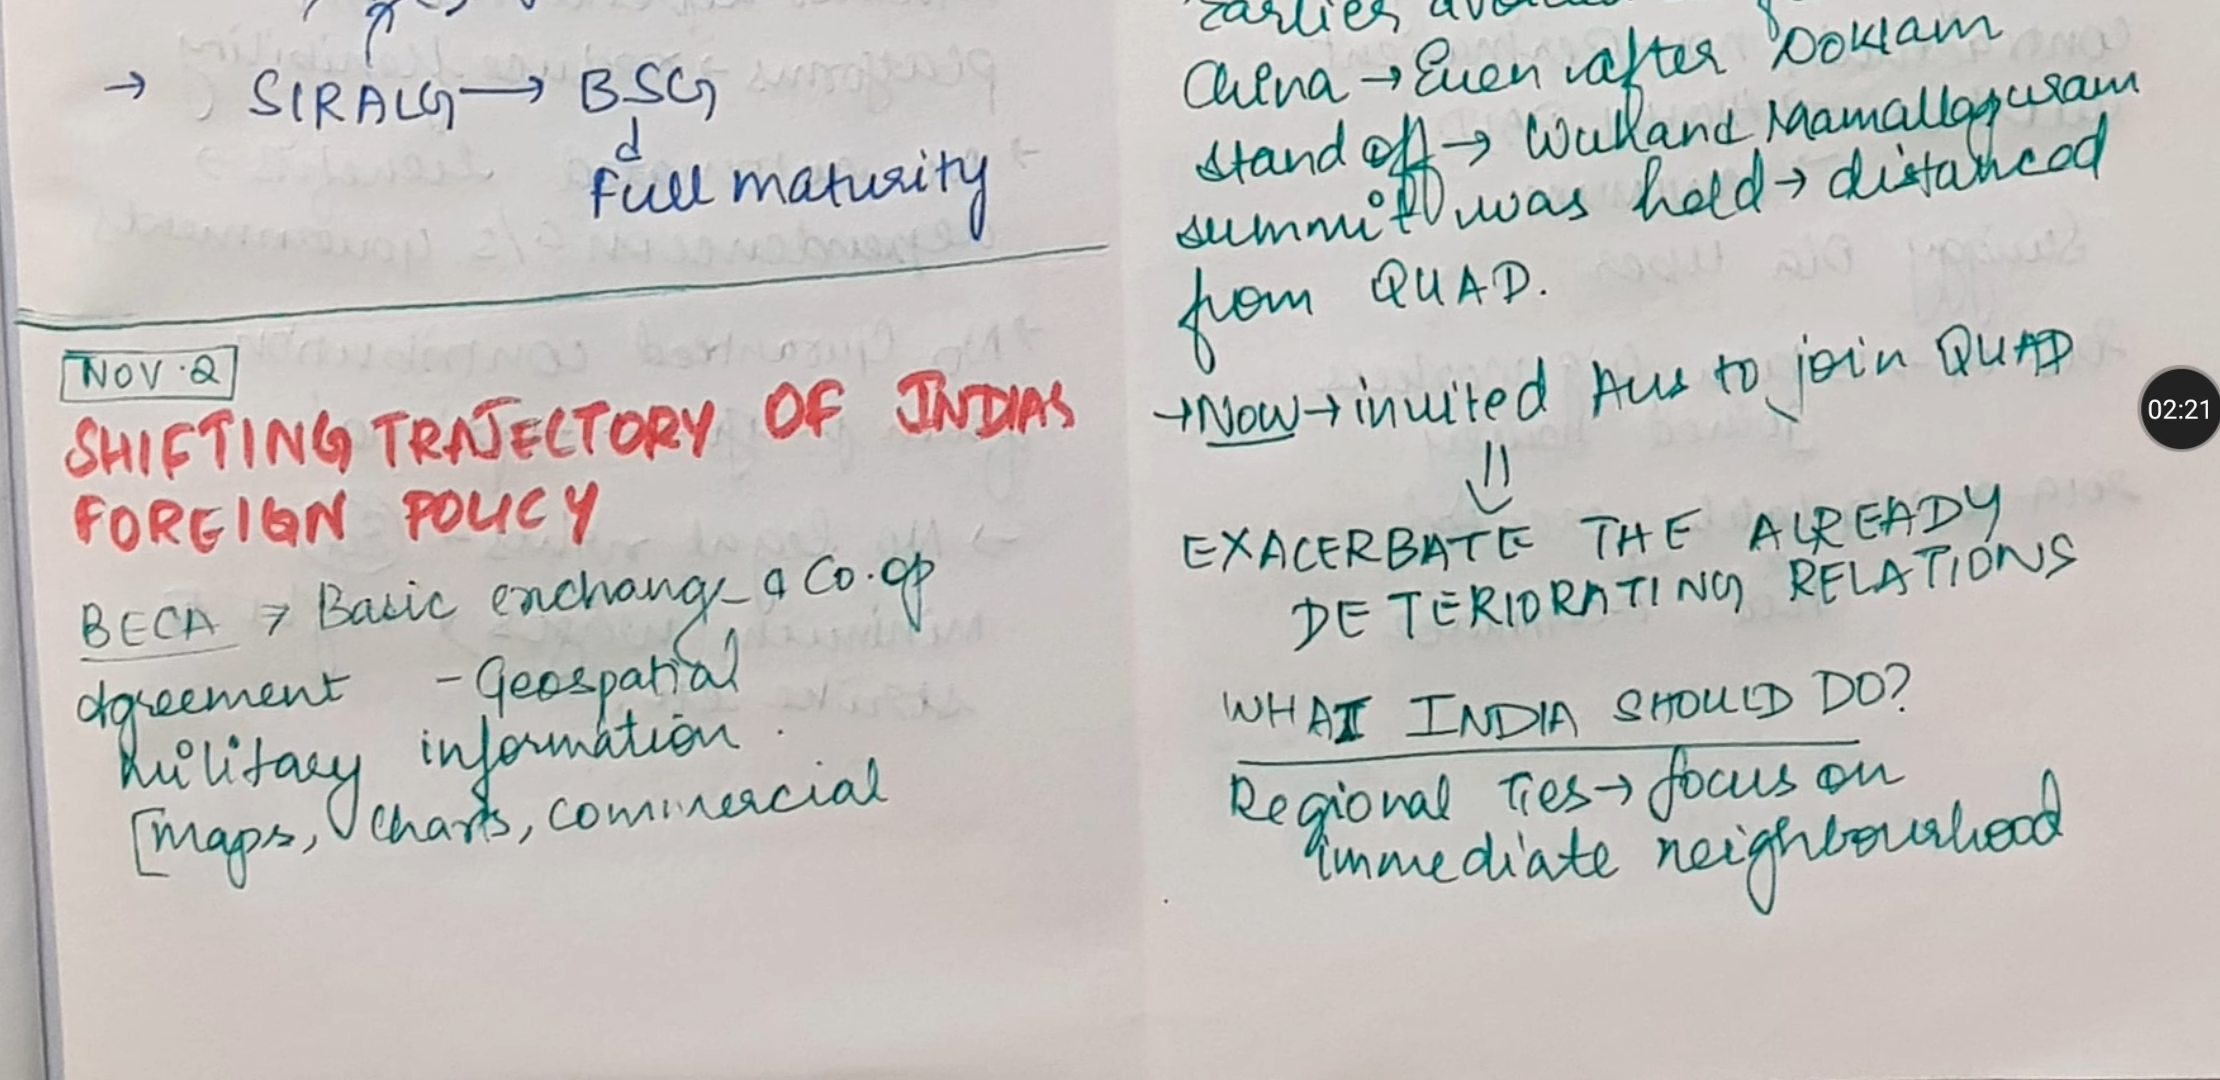 → SIRALG → BSG
Full maturity
NOV. 2
SHIFTING TRAJECTORY OF INDIAS
FOREIGN POLICY
BECA → Basic exchang & Co.op
agreement - Geospatial
military information.
[Maps, charts, commercial
China → Even after Doklam
stand off → Wuhan Mamallapuram
summit was held → distanced
from QUAD.
→ Now → invited Aus to join QUAD
EXACERBATE THE ALREADY
DETERIORATING RELATIONS
WHAT INDIA SHOULD DO?
Regional Ties → focus on
immediate neighbourhood
02:21